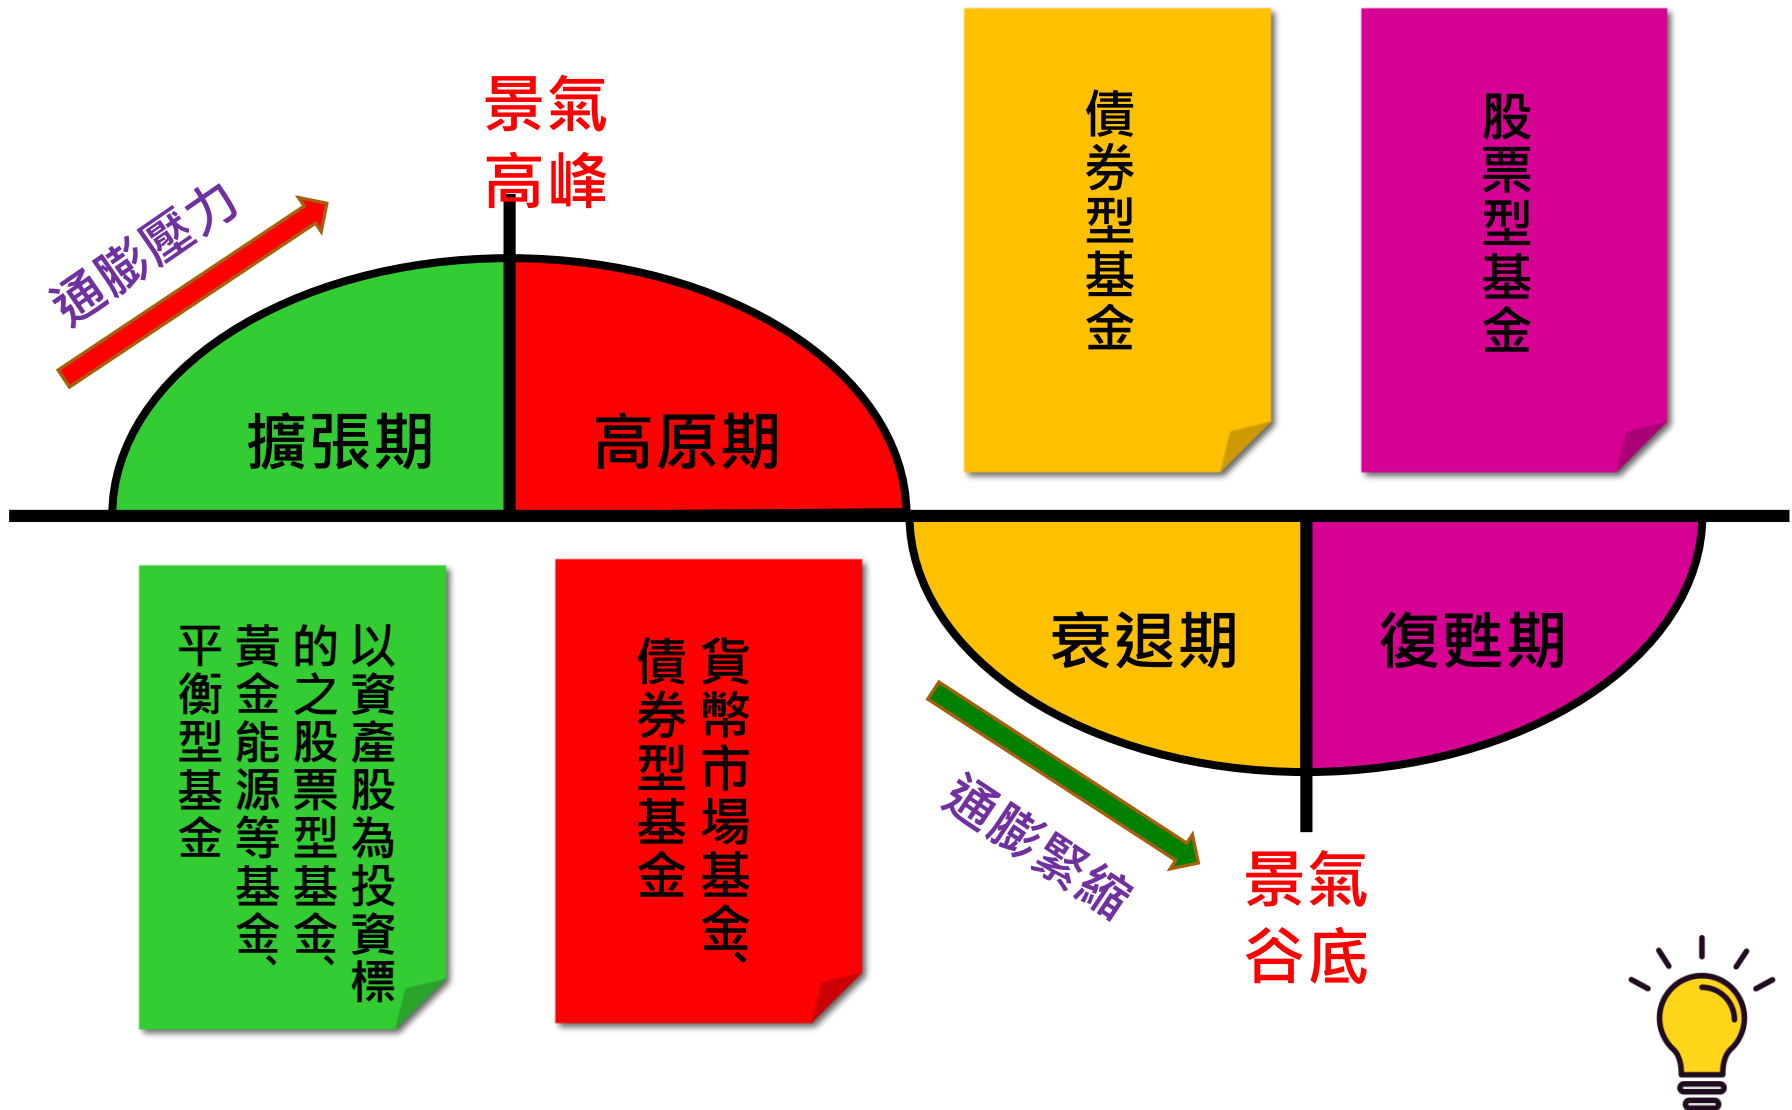 景氣
高峰
通膨壓力
擴張期
高原期
債券型基金
股票型基金
以資產股為投資標
的之股票型基金、
黃金能源等基金、
平衡型基金
貨幣市場基金、
債券型基金
衰退期
復甦期
通膨緊縮
景氣
谷底